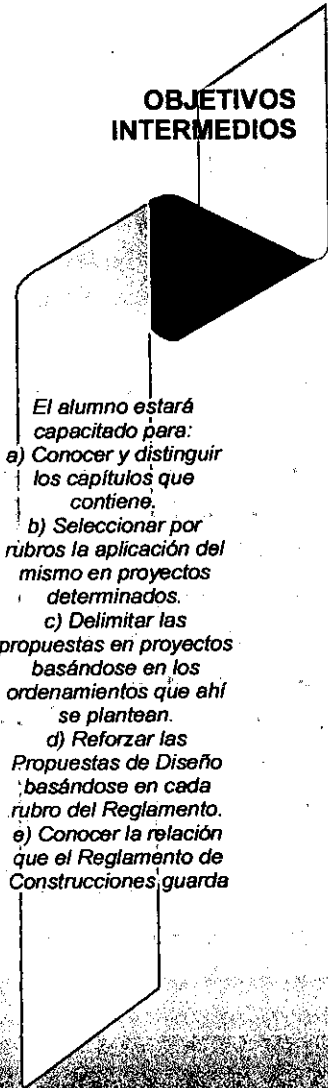 OBJETIVOS
INTERMEDIOS
El alumno estará
capacitado para:
a) Conocer y distinguir
los capítulos que
contiene.
b) Seleccionar por
rubros la aplicación del
mismo en proyectos
determinados.
c) Delimitar las
propuestas en proyectos
basándose en los
ordenamientos que ahí
se plantean.
d) Reforzar las
Propuestas de Diseño
basándose en cada
rubro del Reglamento.
e) Conocer la relación
que el Reglamento de
Construcciones guarda